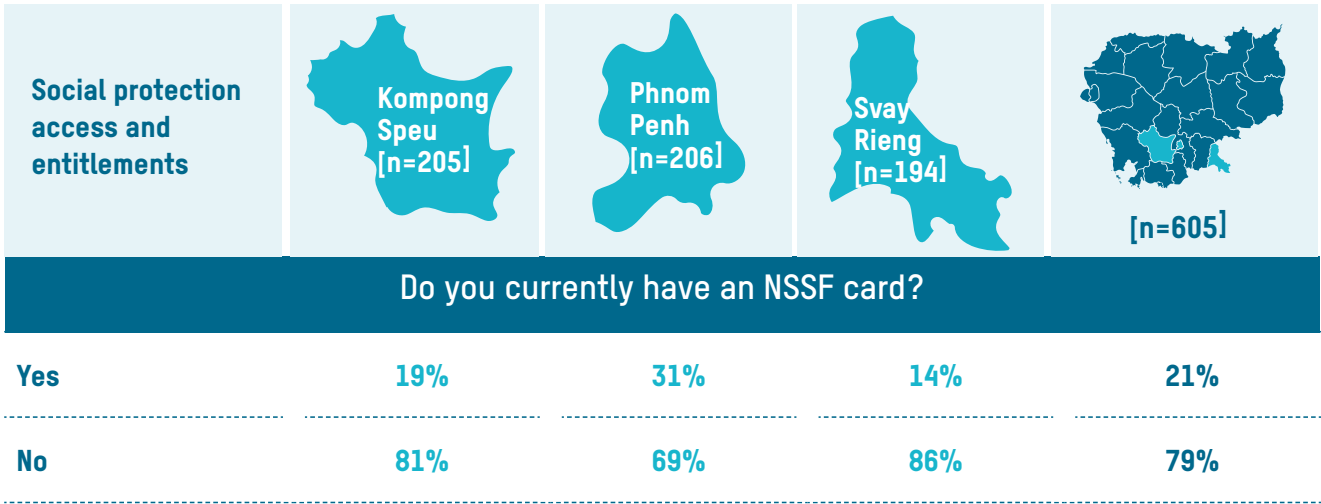 Social protection
access and
entitlements
Kompong
Speu
[n=205]
Phnom
Penh
[n=206]
Svay
Rieng
[n=194]
[n=605]
Do you currently have an NSSF card?
Yes 19% 31% 14% 21%
No 81% 69% 86% 79%